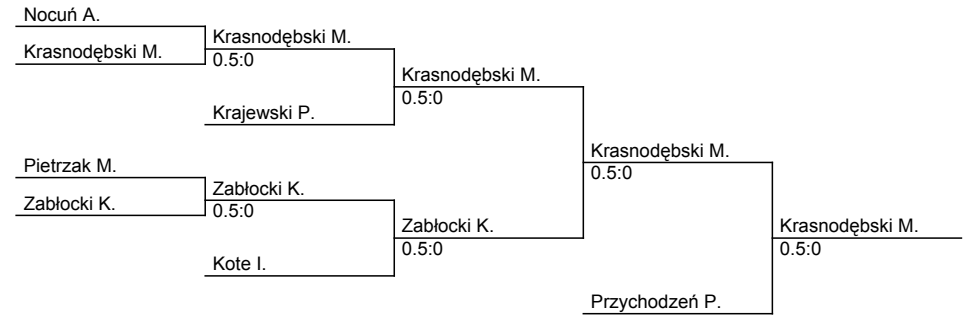 Nocuń A.
Krasnodębski M.
Krasnodębski M.
0.5:0
Krajewski P.
Krasnodębski M.
0.5:0
Pietrzak M.
Zabłocki K.
Zabłocki K.
0.5:0
Kote I.
Zabłocki K.
0.5:0
Krasnodębski M.
0.5:0
Przychodzeń P.
Krasnodębski M.
0.5:0